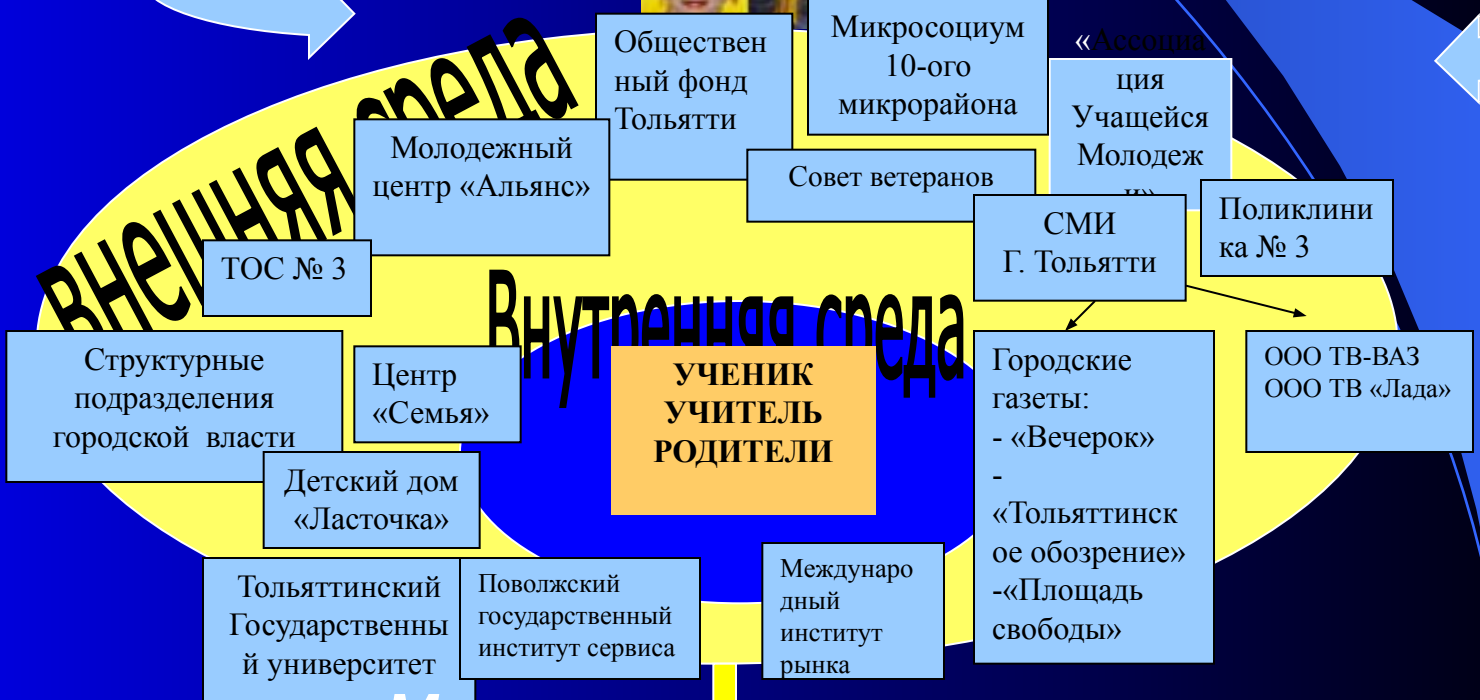 Внешняя среда
Обществен
ный фонд
Тольятти
Микросоциум
10-ого
микрорайона
«Ассоциа
ция
Учащейся
Молодеж
и»
Молодежный
центр «Альянс»
Совет ветеранов
ТОС № 3
СМИ
Г. Тольятти
Поликлини
ка № 3
Внутренняя среда
Структурные
подразделения
городской власти
Центр
«Семья»
УЧЕНИК
УЧИТЕЛЬ
РОДИТЕЛИ
Городские
газеты:
- «Вечерок»
-
«Тольяттинск
ое обозрение»
-«Площадь
свободы»
ООО ТВ-ВАЗ
ООО ТВ «Лада»
Детский дом
«Ласточка»
Тольяттинский
Государственны
й университет
Поволжский
государственный
институт сервиса
Междунаро
дный
институт
рынка